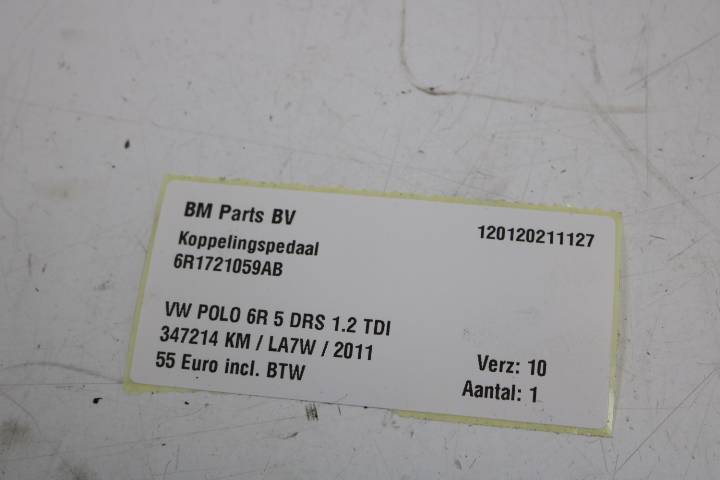 BM Parts BV
120120211127
Koppelingspedaal
6R1721059AB
VW POLO 6R 5 DRS 1.2 TDI
347214 KM / LA7W / 2011
Verz: 10
55 Euro incl. BTW
Aantal: 1